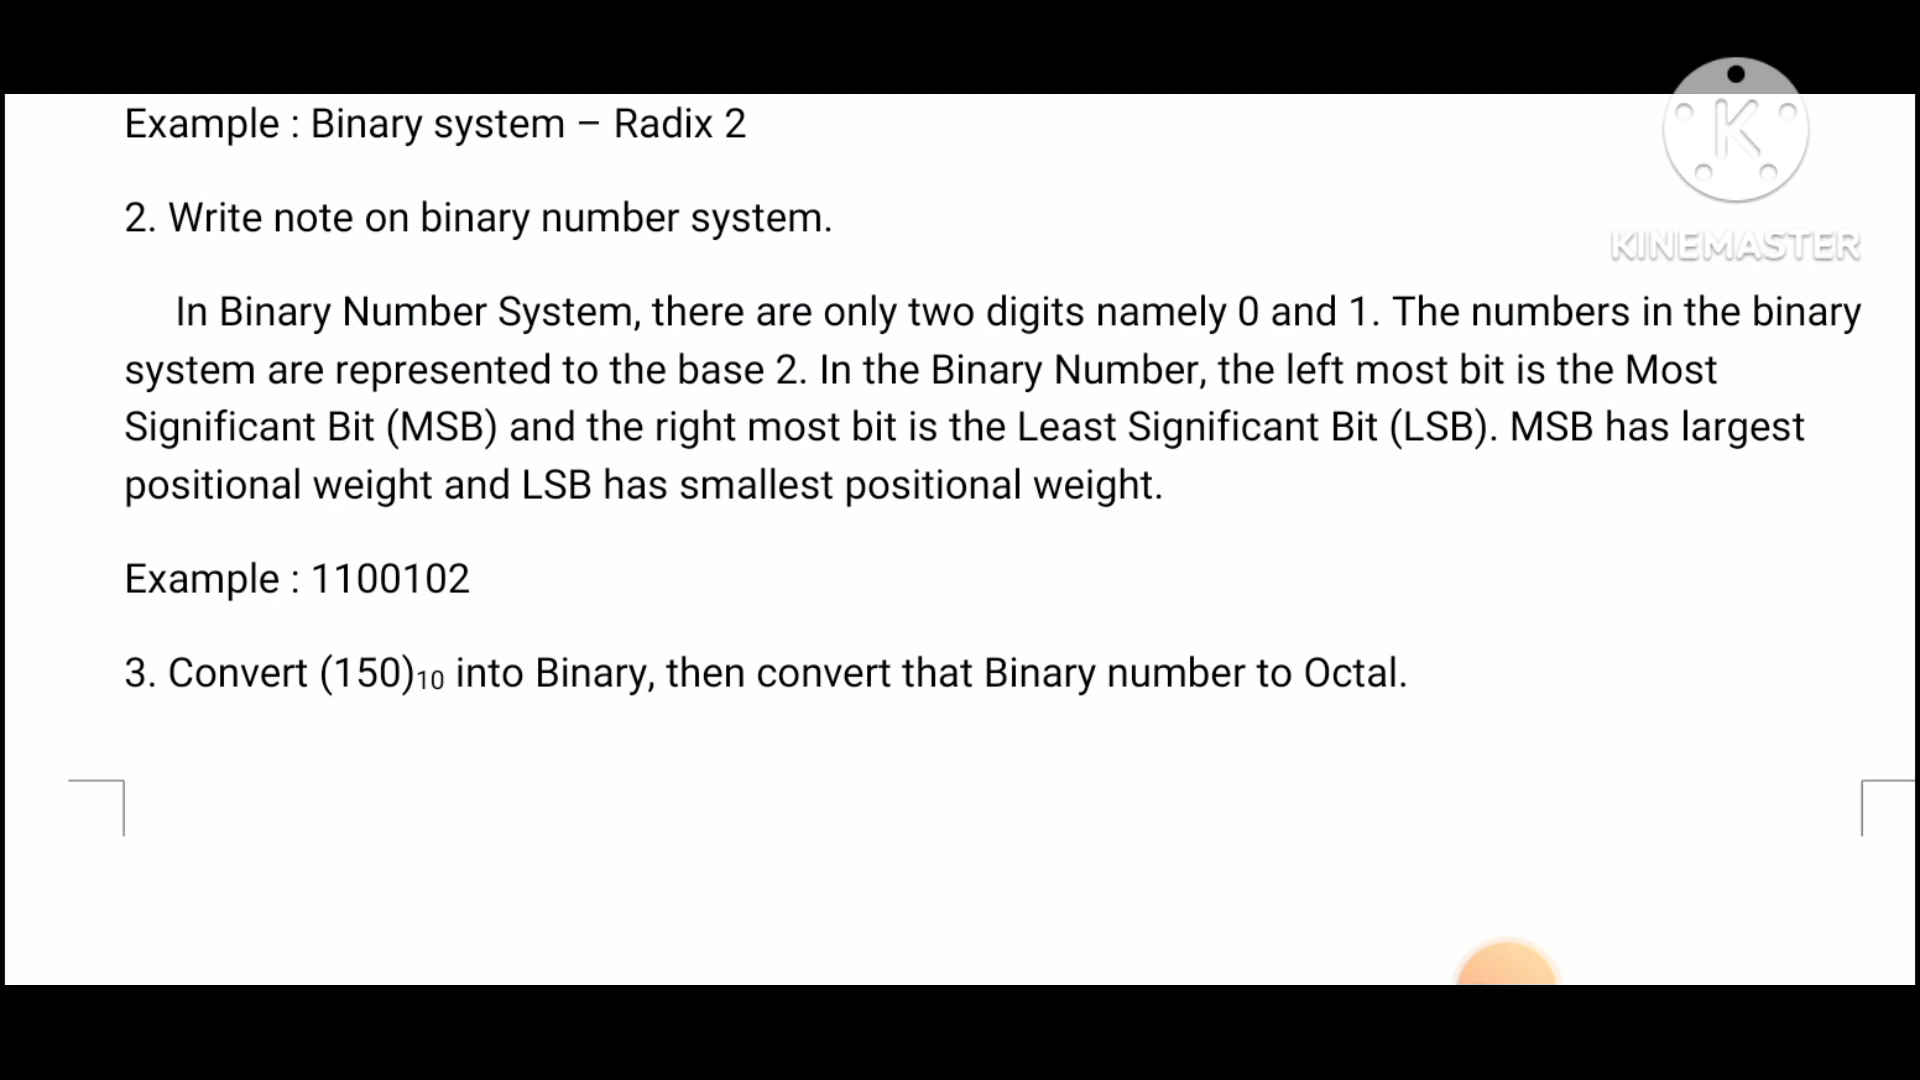 Example : Binary system – Radix 2
K
KINEMASTER
2. Write note on binary number system.
In Binary Number System, there are only two digits namely 0 and 1. The numbers in the binary
system are represented to the base 2. In the Binary Number, the left most bit is the Most
Significant Bit (MSB) and the right most bit is the Least Significant Bit (LSB). MSB has largest
positional weight and LSB has smallest positional weight.
Example : 1100102
3. Convert (150)₁₀ into Binary, then convert that Binary number to Octal.